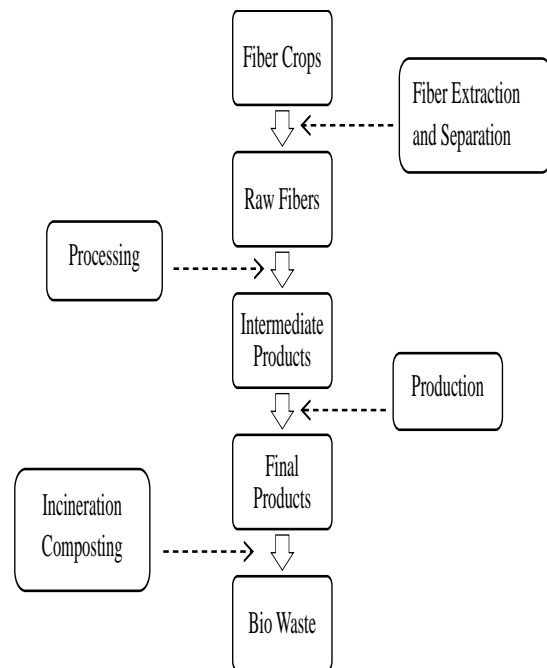 Fiber Crops
Fiber Extraction
and Separation
Raw Fibers
Processing
Intermediate
Products
Production
Final
Products
Incineration
Composting
Bio Waste